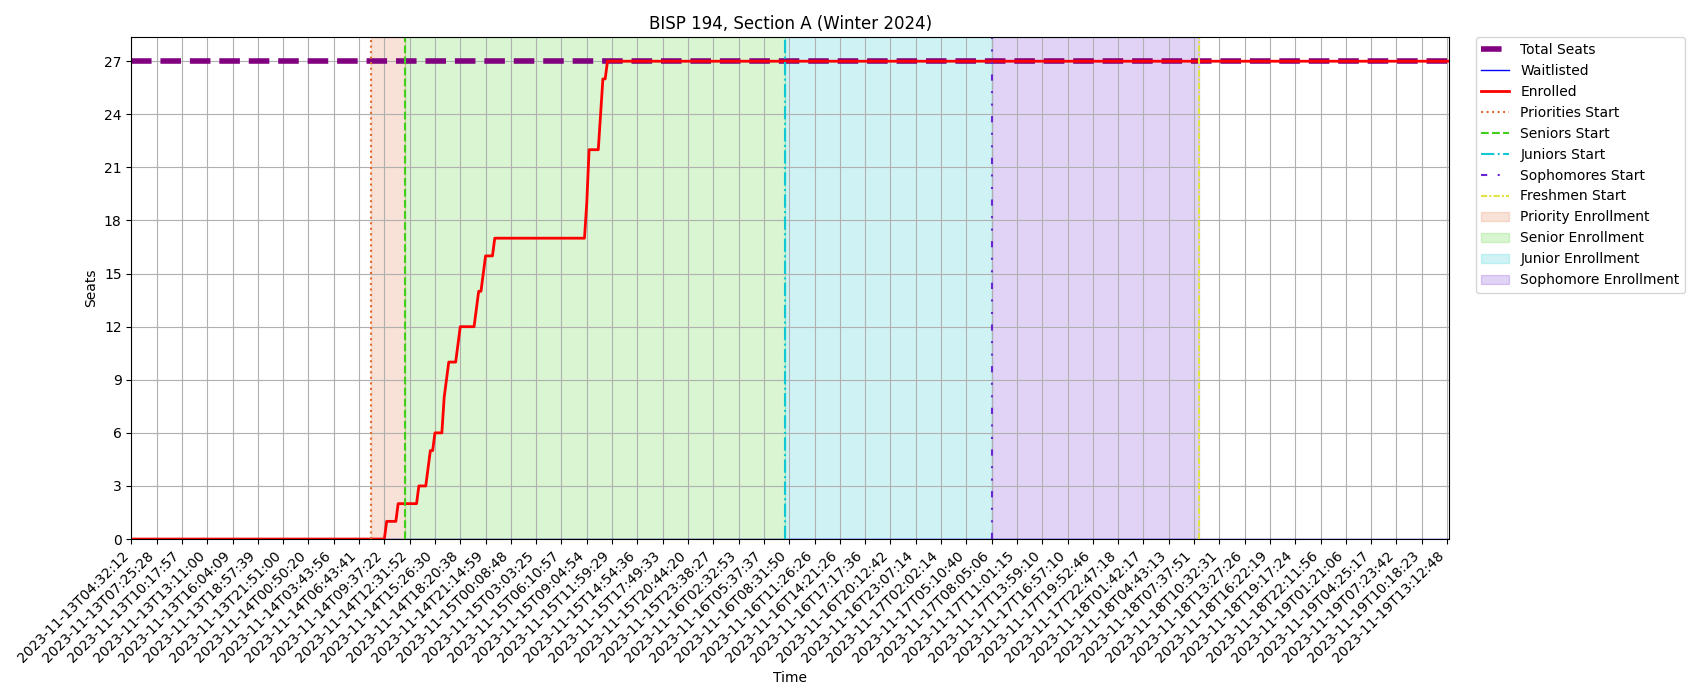 BISP 194, Section A (Winter 2024)
Total Seats
Waitlisted
Enrolled
Priorities Start
Seniors Start
Juniors Start
Sophomores Start
Freshmen Start
Priority Enrollment
Senior Enrollment
Junior Enrollment
Sophomore Enrollment
Seats
27
24
21
18
15
12
9
6
3
0
2023-11-13T04:32:12
2023-11-13T07:25:28
2023-11-13T10:17:57
2023-11-13T13:11:00
2023-11-13T16:04:09
2023-11-13T18:57:39
2023-11-13T21:51:00
2023-11-14T00:50:20
2023-11-14T03:43:56
2023-11-14T06:43:41
2023-11-14T09:37:22
2023-11-14T12:31:52
2023-11-14T15:26:30
2023-11-14T18:20:38
2023-11-14T21:14:59
2023-11-15T00:08:48
2023-11-15T03:03:25
2023-11-15T06:10:57
2023-11-15T09:04:54
2023-11-15T11:59:29
2023-11-15T14:54:36
2023-11-15T17:49:33
2023-11-15T20:44:20
2023-11-15T23:38:27
2023-11-16T02:32:53
2023-11-16T05:37:37
2023-11-16T08:31:50
2023-11-16T11:26:26
2023-11-16T14:21:26
2023-11-16T17:17:36
2023-11-16T20:12:42
2023-11-16T23:07:14
2023-11-17T02:02:14
2023-11-17T05:10:40
2023-11-17T08:05:06
2023-11-17T11:01:15
2023-11-17T13:59:10
2023-11-17T16:57:10
2023-11-17T19:52:46
2023-11-17T22:47:18
2023-11-18T01:42:17
2023-11-18T04:43:13
2023-11-18T07:37:51
2023-11-18T10:32:31
2023-11-18T13:27:26
2023-11-18T16:22:19
2023-11-18T19:17:24
2023-11-18T22:11:56
2023-11-19T01:21:06
2023-11-19T04:25:17
2023-11-19T07:23:42
2023-11-19T10:18:23
2023-11-19T13:12:48
Time